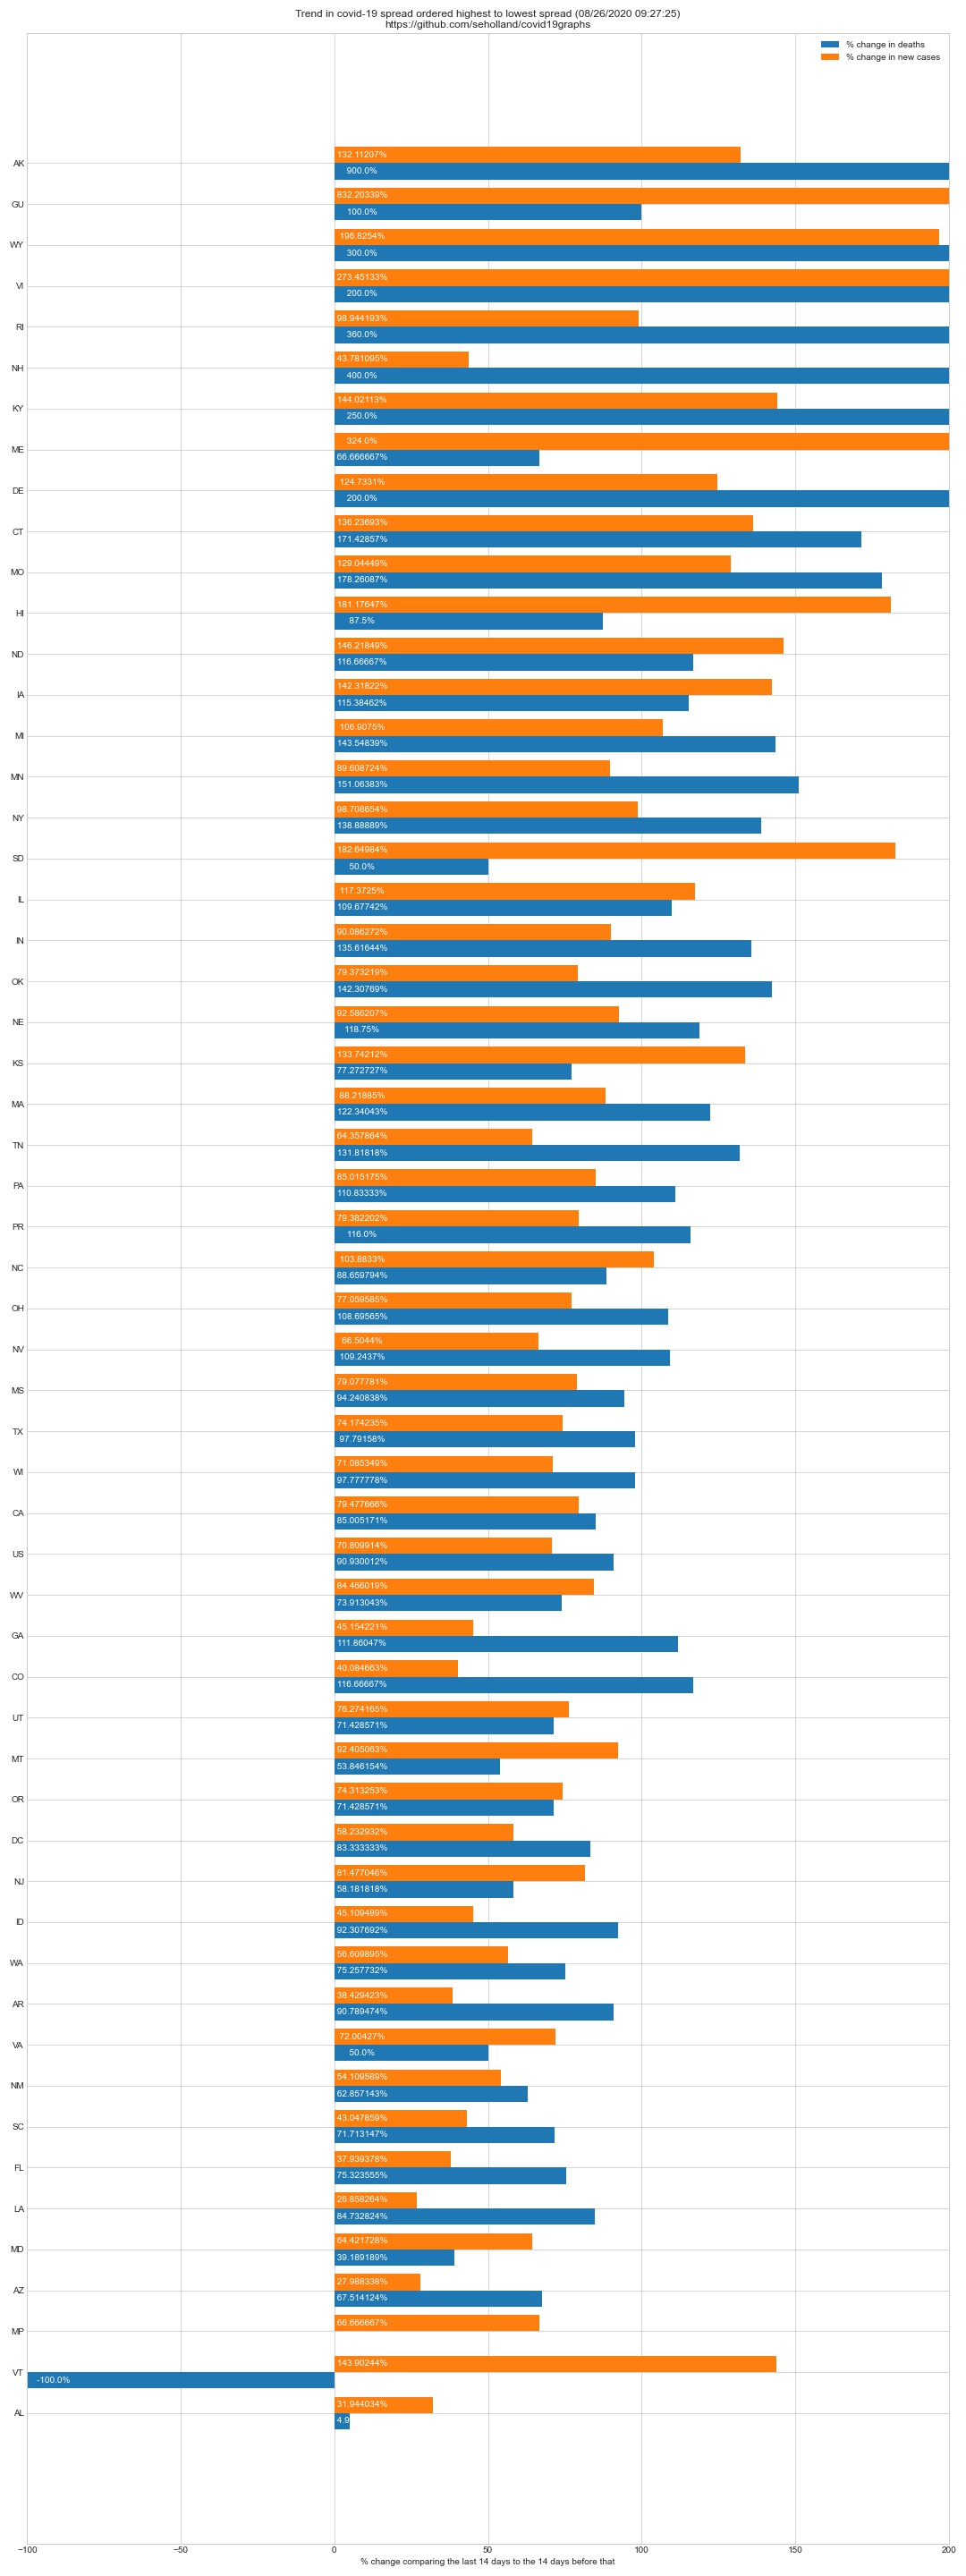 Trend in covid-19 spread ordered highest to lowest spread (08/26/2020 09:27:25)
https://github.com/seholland/covid19graphs
% change in deaths
% change in new cases
132.11207%
AK
900.0%
832.20339%
GU
100.0%
196.8254%
WY
300.0%
273.45133%
VI
200.0%
98.944193%
RI
360.0%
43.781095%
NH
400.0%
144.02113%
KY
250.0%
324.0%
ME
66.666667%
124.7331%
DE
200.0%
136.23693%
CT
171.42857%
129.04449%
MO
178.26087%
181.17647%
HI
87.5%
146.21849%
ND
116.66667%
142.31822%
IA
115.38462%
106.9075%
MI
143.54839%
89.608724%
MN
151.06383%
98.708654%
NY
138.88889%
182.64984%
SD
50.0%
117.3725%
IL
109.67742%
90.086272%
IN
135.61644%
79.373219%
OK
142.30769%
92.586207%
NE
118.75%
133.74212%
KS
77.272727%
88.21885%
MA
122.34043%
64.357864%
TN
131.81818%
85.015175%
PA
110.83333%
79.382202%
PR
116.0%
103.8833%
NC
88.659794%
77.059585%
OH
108.69565%
66.5044%
NV
109.2437%
79.077781%
MS
94.240838%
74.174235%
TX
97.79158%
71.085349%
WI
97.777778%
79.477666%
CA
85.005171%
70.809914%
US
90.930012%
84.466019%
WV
73.913043%
45.154221%
GA
111.86047%
40.084663%
CO
116.66667%
76.274165%
UT
71.428571%
92.405063%
MT
53.846154%
74.313253%
OR
71.428571%
58.232932%
DC
83.333333%
81.477046%
NJ
58.181818%
45.109489%
ID
92.307692%
56.609895%
WA
75.257732%
38.429423%
AR
90.789474%
72.00427%
VA
50.0%
54.109589%
NM
62.857143%
43.047859%
SC
71.713147%
37.939378%
FL
75.323555%
26.858264%
LA
84.732824%
64.421728%
MD
39.189189%
27.988338%
AZ
67.514124%
66.666667%
MP
143.90244%
VT
-100.0%
31.944034%
AL
4.9
−100 −50 0 50 100 150 200
% change comparing the last 14 days to the 14 days before that